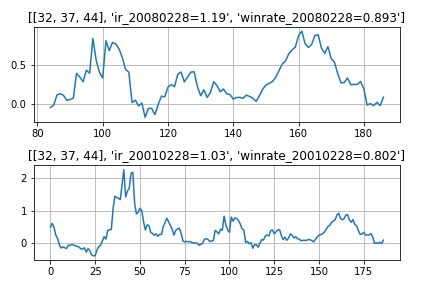 [[32, 37, 44], 'ir_20080228=1.19', 'winrate_20080228=0.893']
0.5
0.0
80 100 120 140 160 180
[[32, 37, 44], 'ir_20010228=1.03', 'winrate_20010228=0.802']
2
1
0
0 25 50 75 100 125 150 175